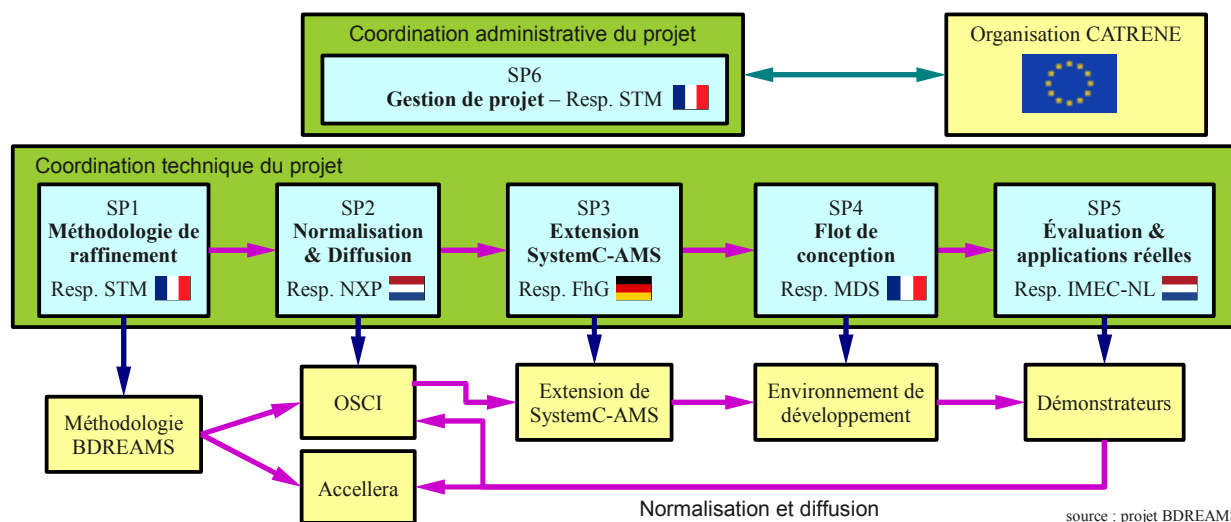 Coordination administrative du projet
SP6
Gestion de projet – Resp. STM
Organisation CATRENE
Coordination technique du projet
SP1
Méthodologie de
raffinement
Resp. STM
SP2
Normalisation
& Diffusion
Resp. NXP
SP3
Extension
SystemC-AMS
Resp. FhG
SP4
Flot de
conception
Resp. MDS
SP5
Évaluation &
applications réelles
Resp. IMEC-NL
Méthodologie
BDREAMS
OSCI
Accellera
Extension de
SystemC-AMS
Environnement de
développement
Démonstrateurs
Normalisation et diffusion
source : projet BDREAMS